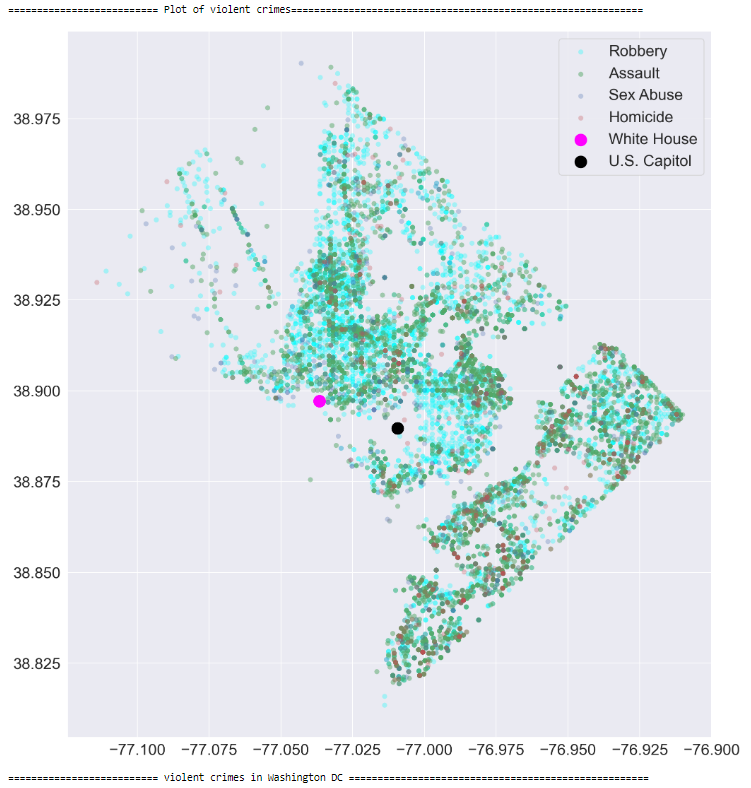 ========================== Plot of violent crimes=============================================================
Robbery
Assault
Sex Abuse
Homicide
White House
U.S. Capitol
38.975
38.950
38.925
38.900
38.875
38.850
38.825
−77.100 −77.075 −77.050 −77.025 −77.000 −76.975 −76.950 −76.925 −76.900
========================== violent crimes in Washington DC ====================================================